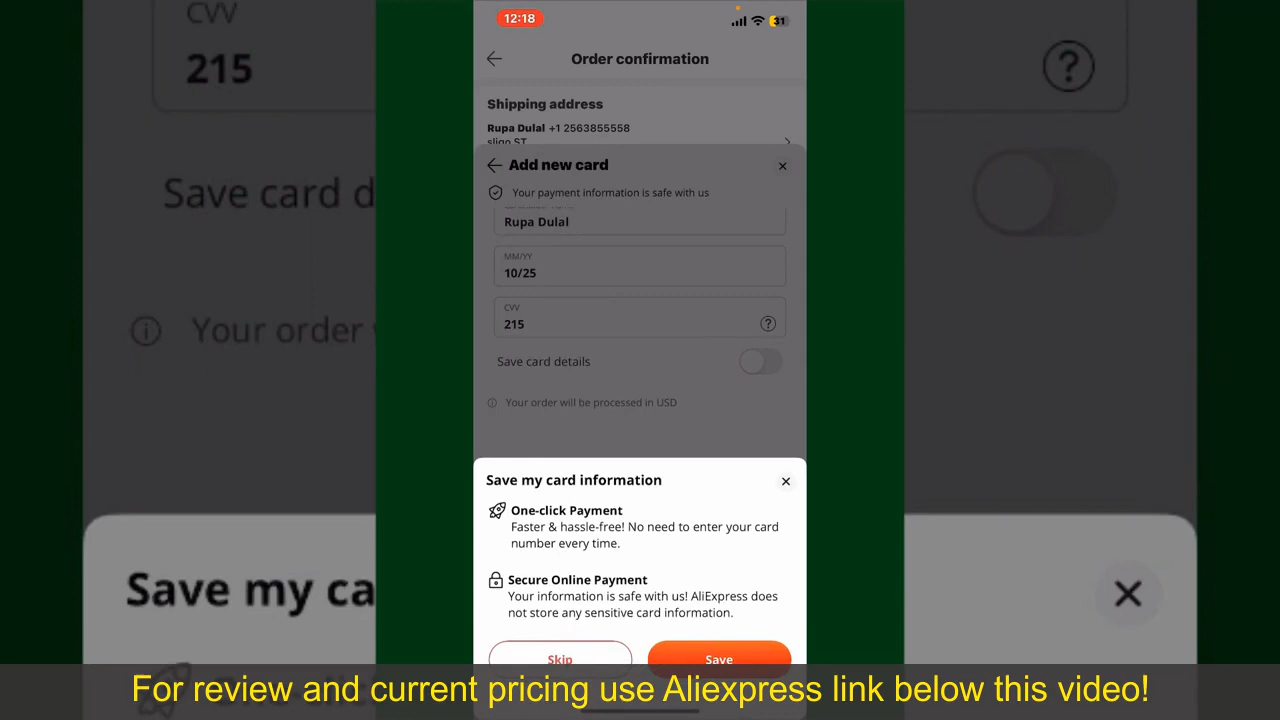 12:18
31
Order confirmation
Shipping address
Rupa Dulal +1 2563855558
sligo ST
Add new card
Your payment information is safe with us
Rupa Dulal
MM/YY
10/25
CVV
215
Save card details
Your order will be processed in USD
Save my card information
One-click Payment
Faster & hassle-free! No need to enter your card
number every time.
Secure Online Payment
Your information is safe with us! AliExpress does
not store any sensitive card information.
Skip
Save
CVV
215
Save card d
Your order
Save my ca
For review and current pricing use Aliexpress link below this video!